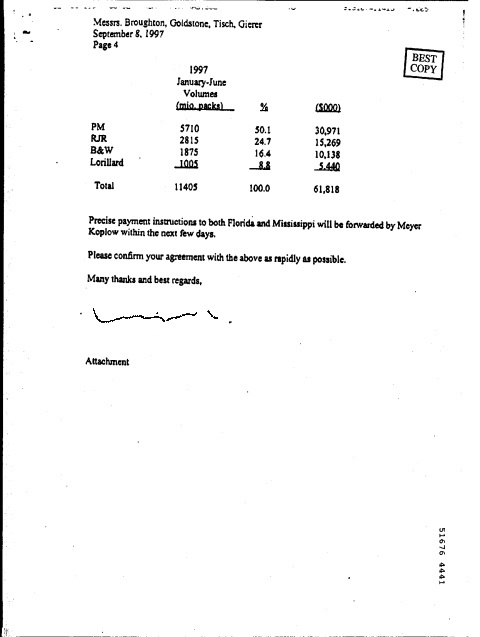 Messrs. Broughton, Goldstone, Tisch, Gierer
September 8, 1997
Page 4
BEST
COPY
1997
January-June
Volumes
(mio. packs) % ($000)
PM 5710 50.1 30,971
RJR 2815 24.7 15,269
B&W 1875 16.4 10,138
Lorillard 1005 8.8 5,440
Total 11405 100.0 61,818
Precise payment instructions to both Florida and Mississippi will be forwarded by Meyer
Koplow within the next few days.
Please confirm your agreement with the above as rapidly as possible.
Many thanks and best regards,
Attachment
51676 4441